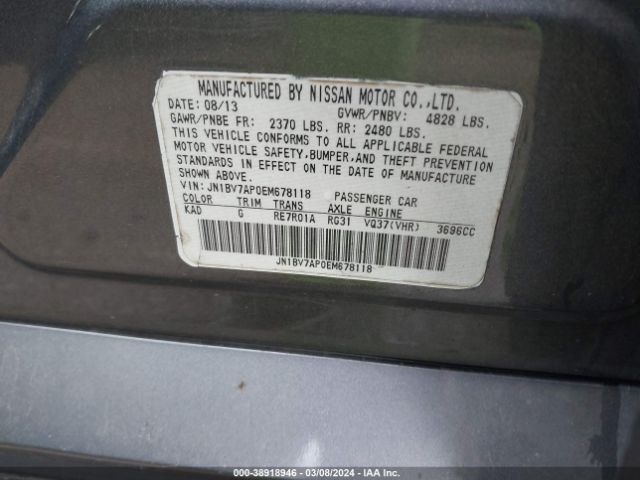 MANUFACTURED BY NISSAN MOTOR CO.,LTD.
DATE: 08/13 GVWR/PNBV: 4828 LBS.
GAWR/PNBE FR: 2370 LBS. RR: 2480 LBS.
THIS VEHICLE CONFORMS TO ALL APPLICABLE FEDERAL
MOTOR VEHICLE SAFETY,BUMPER,AND THEFT PREVENTION
STANDARDS IN EFFECT ON THE DATE OF MANUFACTURE
SHOWN ABOVE.
VIN: JN1BV7AP0EM678118 PASSENGER CAR
COLOR TRIM TRANS AXLE ENGINE
KAD G RE7R01A RG31 VQ37(VHR) 3696CC
JN1BV7AP0EM678118
000-38918946 - 03/08/2024 - IAA Inc.